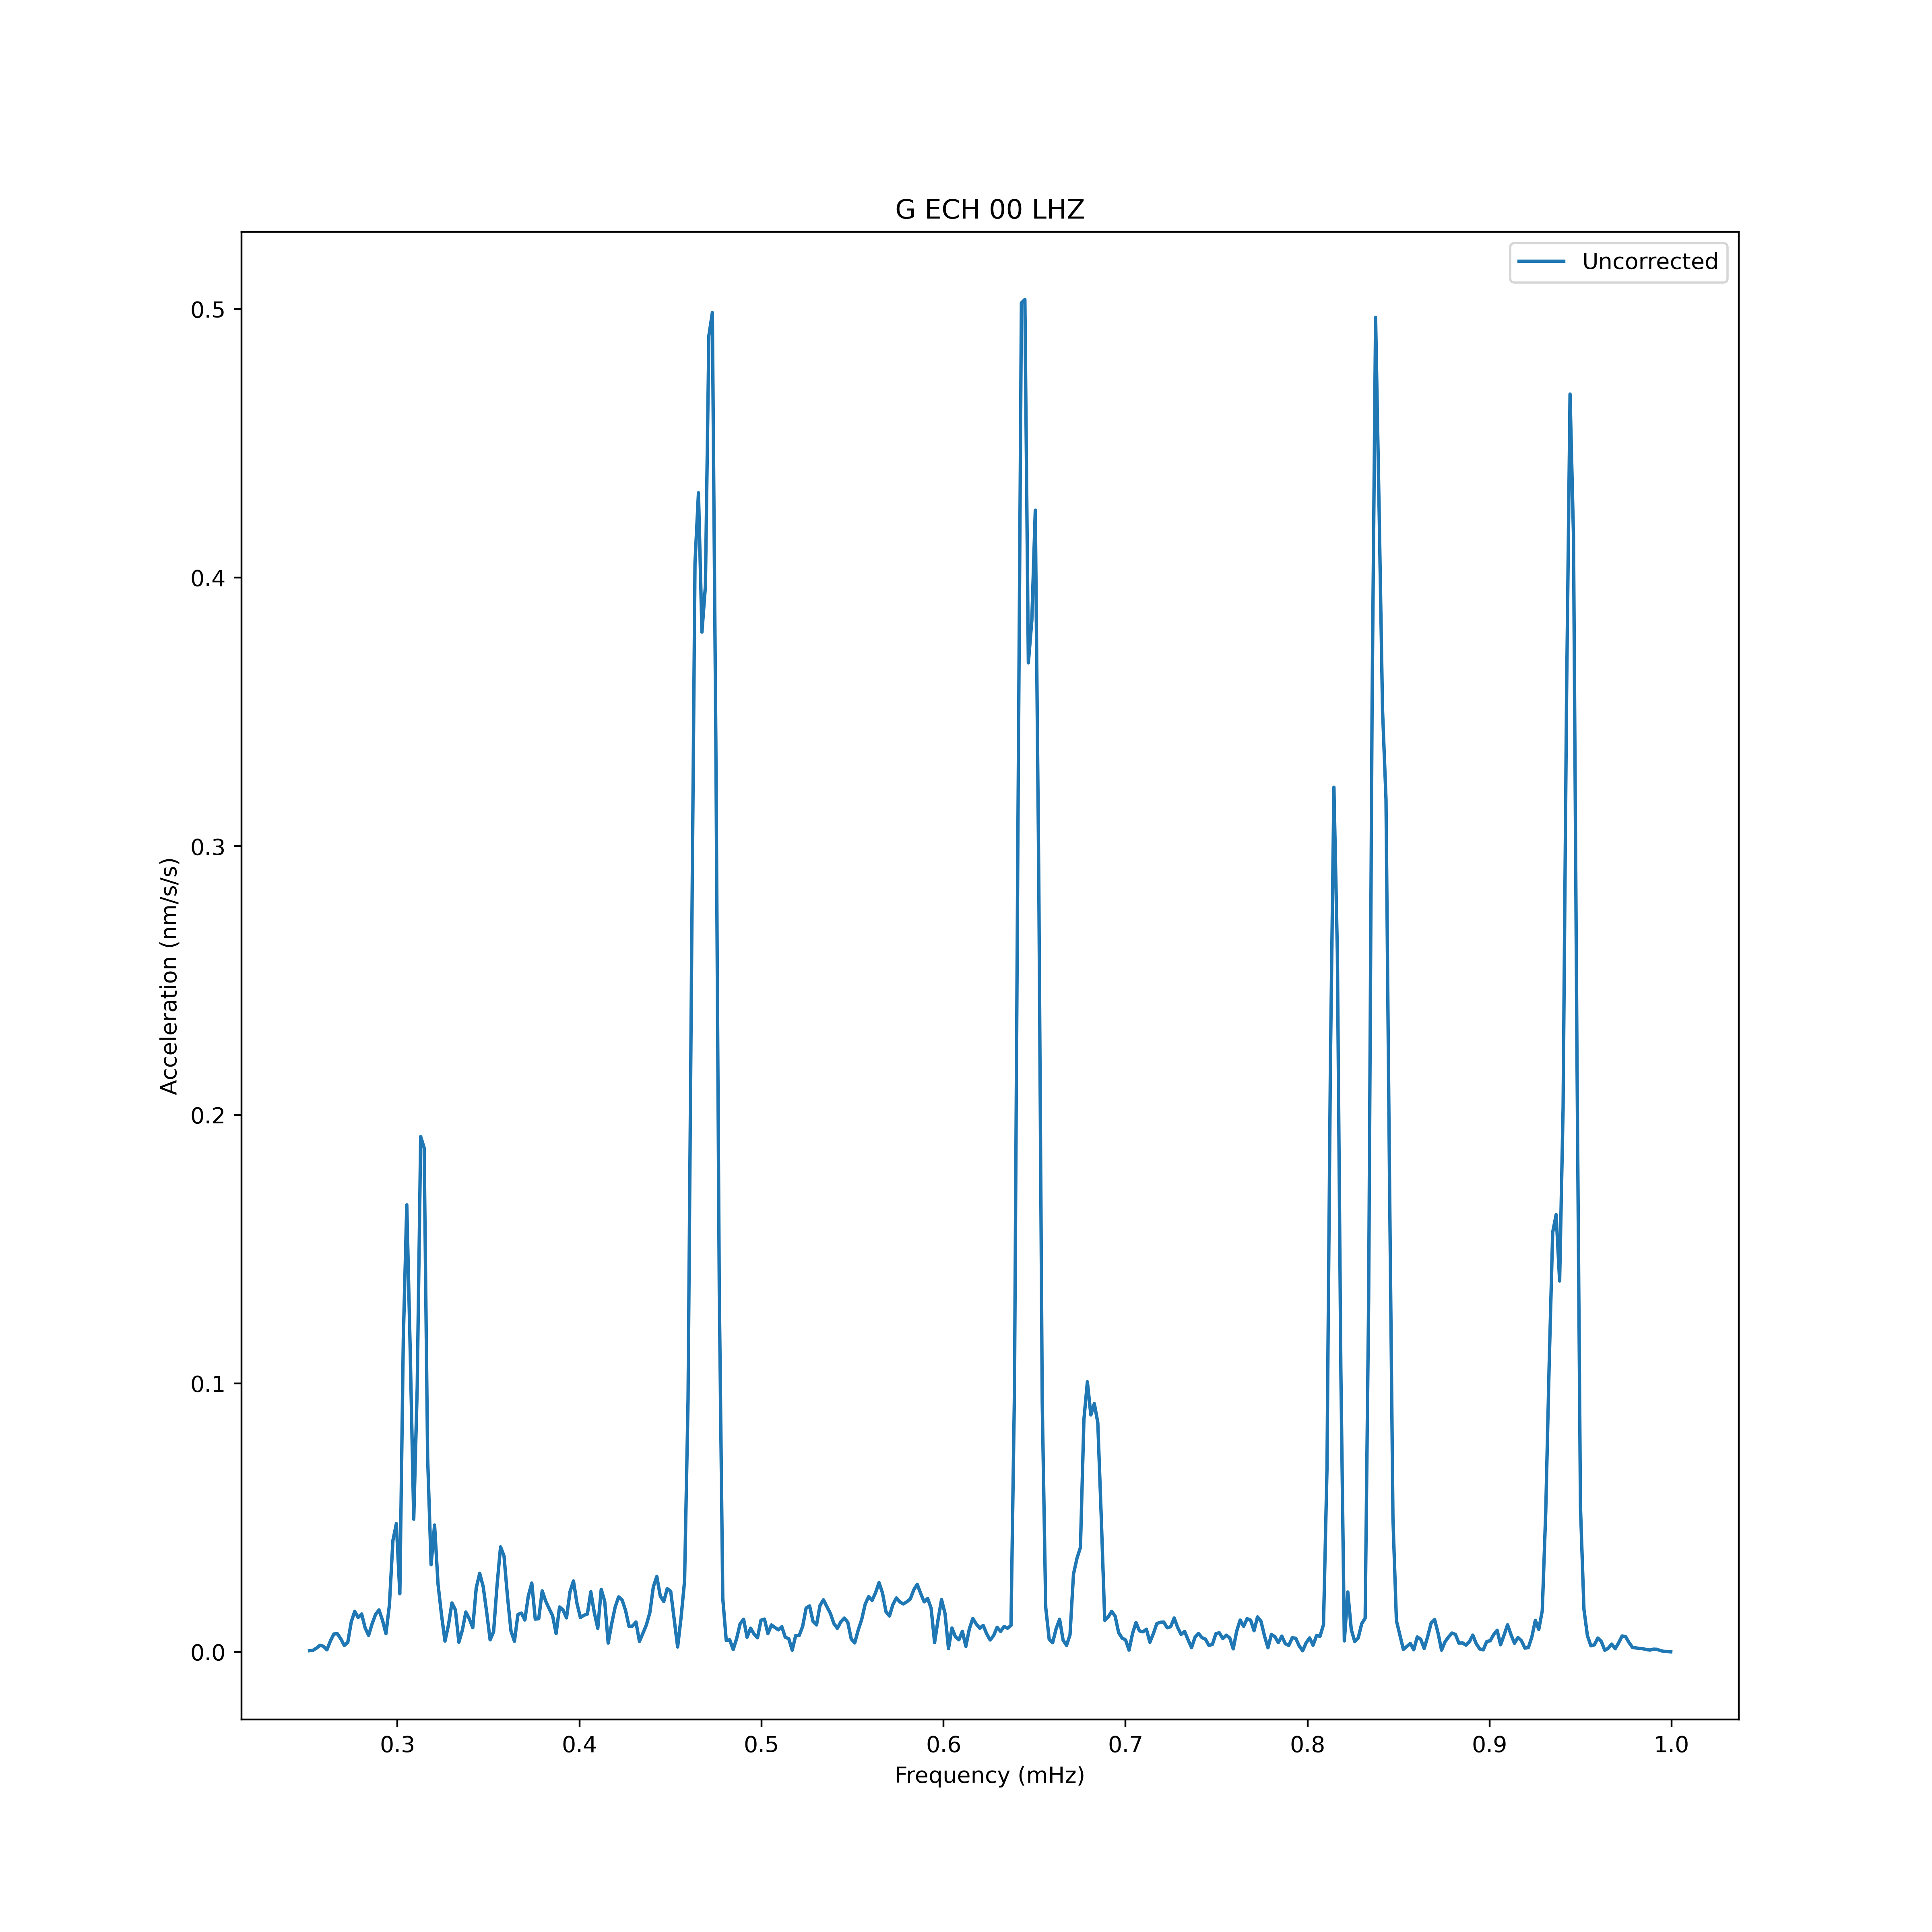 G ECH 00 LHZ
Uncorrected
0.5
0.4
0.3
0.2
0.1
0.0
Acceleration (nm/s/s)
0.3 0.4 0.5 0.6 0.7 0.8 0.9 1.0
Frequency (mHz)